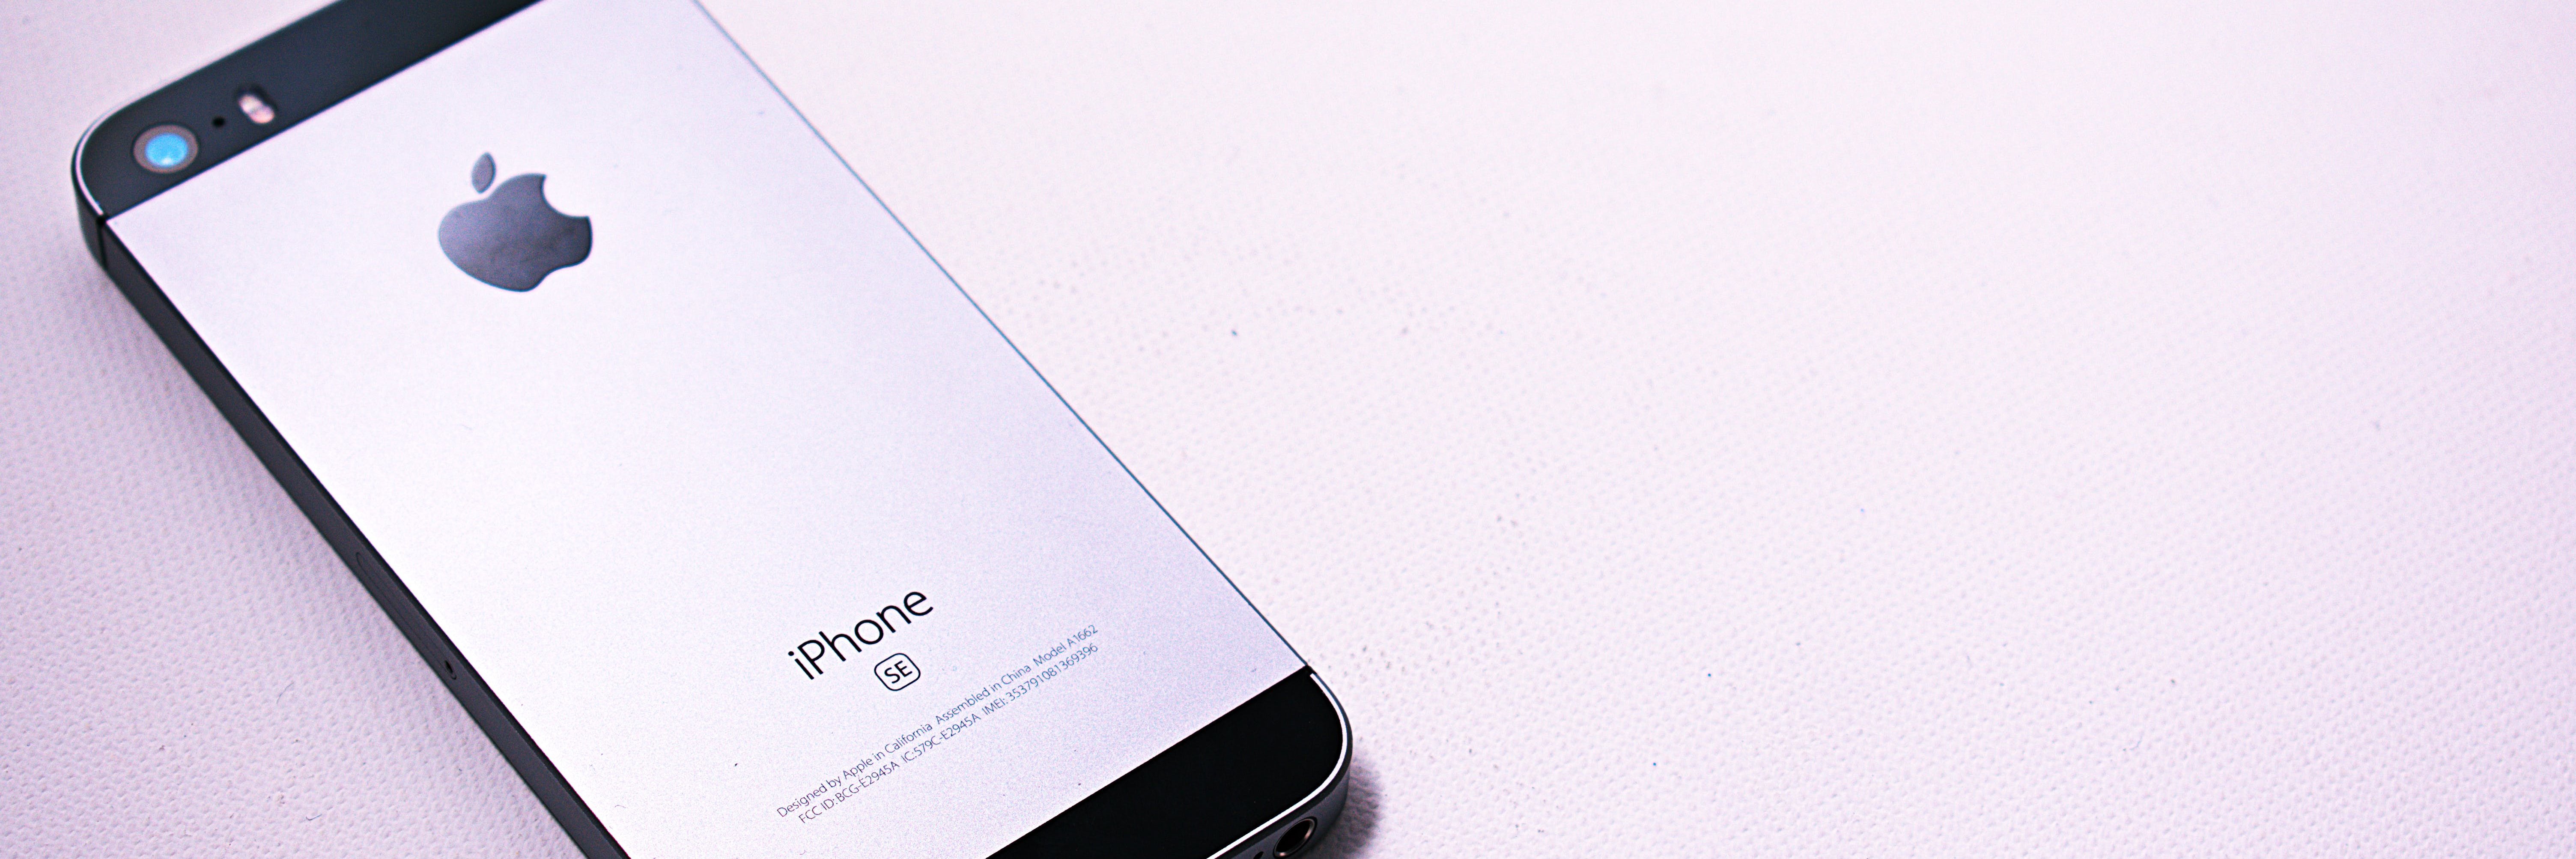 iPhone
SE
Designed by Apple in California Assembled in China Model A1662
FCC ID: BCG-E2945A IC: 579C-E2945A IMEI: 353791081369396